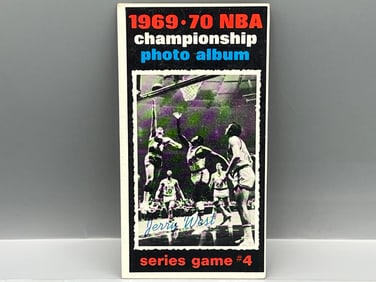 1969·70 NBA
championship
photo album
Jerry West
series game #4